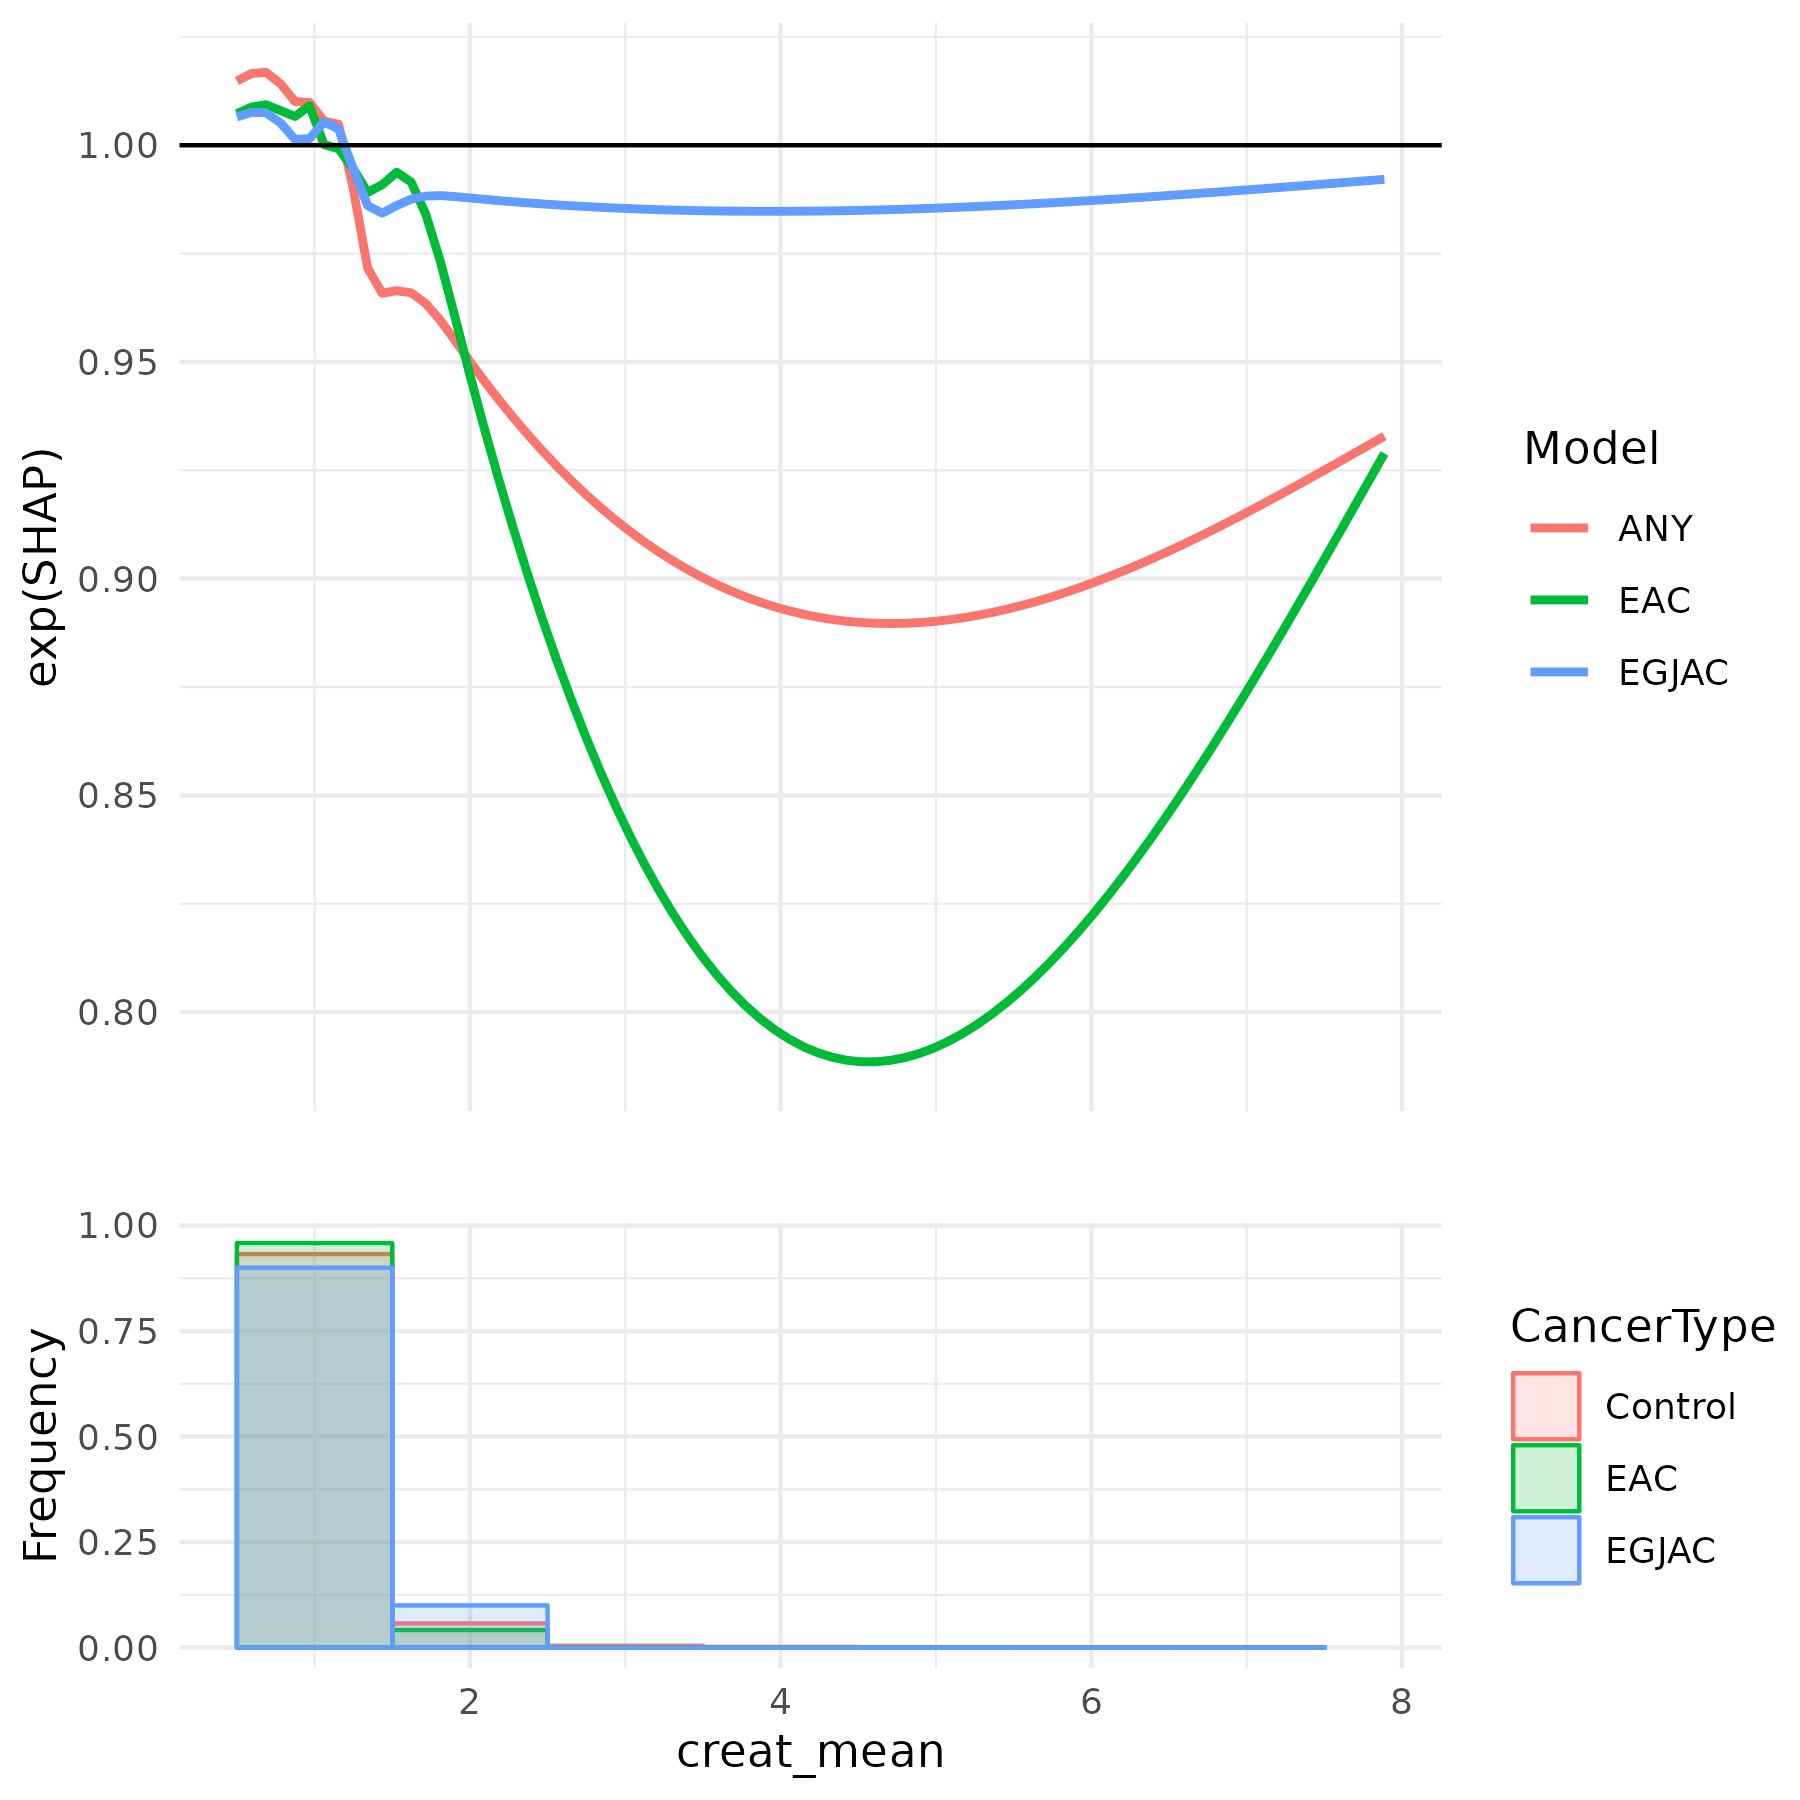 exp(SHAP)
1.00
0.95
0.90
0.85
0.80
Model
ANY
EAC
EGJAC
Frequency
1.00
0.75
0.50
0.25
0.00
2 4 6 8
creat_mean
CancerType
Control
EAC
EGJAC